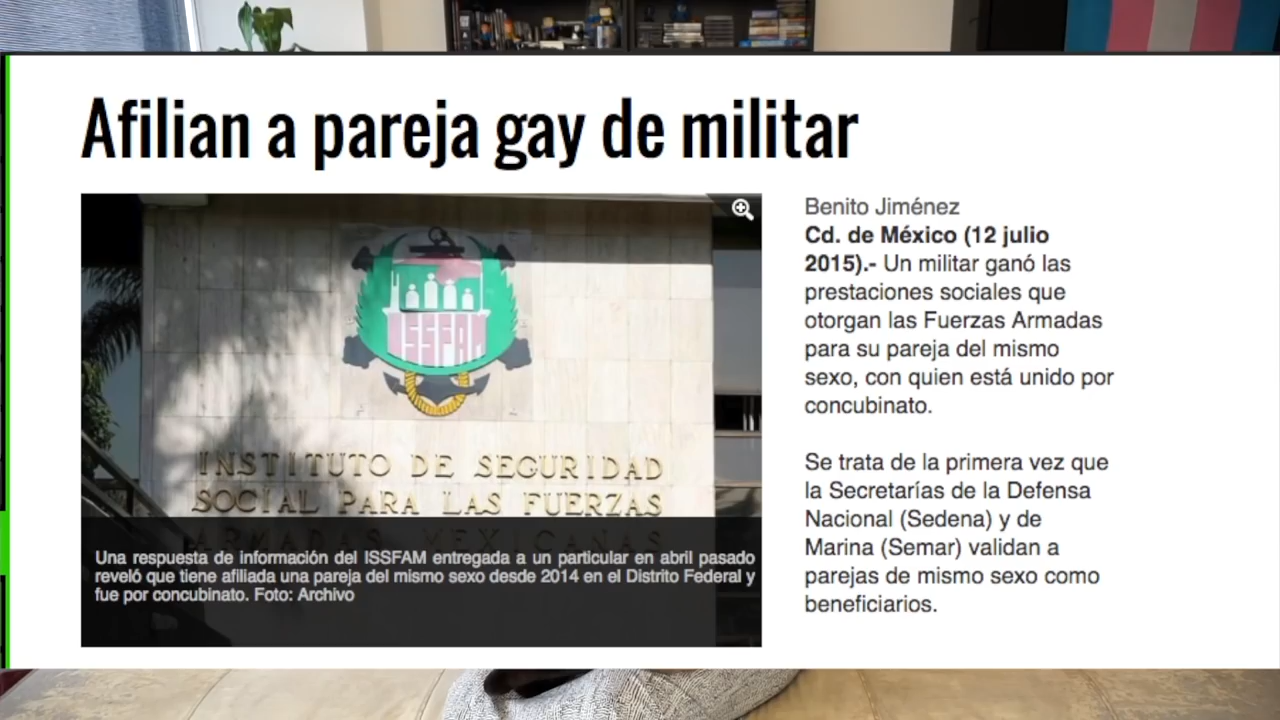 Afilian a pareja gay de militar
ISSFAM
INSTITUTO DE SEGURIDAD
SOCIAL PARA LAS FUERZAS
ARMADAS MEXICANAS
Una respuesta de información del ISSFAM entregada a un particular en abril pasado
reveló que tiene afiliada una pareja del mismo sexo desde 2014 en el Distrito Federal y
fue por concubinato. Foto: Archivo
Benito Jiménez
Cd. de México (12 julio
2015).- Un militar ganó las
prestaciones sociales que
otorgan las Fuerzas Armadas
para su pareja del mismo
sexo, con quien está unido por
concubinato.
Se trata de la primera vez que
la Secretarías de la Defensa
Nacional (Sedena) y de
Marina (Semar) validan a
parejas de mismo sexo como
beneficiarios.